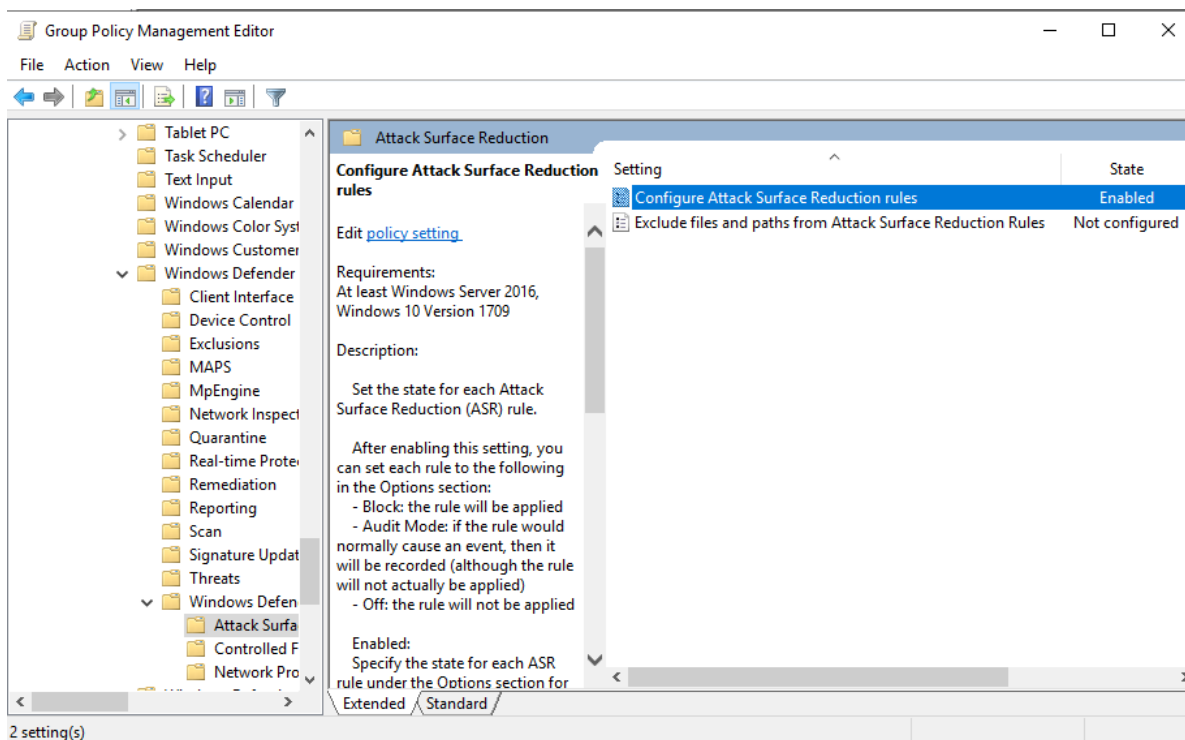 Group Policy Management Editor
File Action View Help
Tablet PC
Task Scheduler
Text Input
Windows Calendar
Windows Color Syst
Windows Customer
Windows Defender
Client Interface
Device Control
Exclusions
MAPS
MpEngine
Network Inspect
Quarantine
Real-time Prote
Remediation
Reporting
Scan
Signature Updat
Threats
Windows Defen
Attack Surfa
Controlled F
Network Pro
Attack Surface Reduction
Configure Attack Surface Reduction
rules
Edit policy setting
Requirements:
At least Windows Server 2016,
Windows 10 Version 1709
Description:
Set the state for each Attack
Surface Reduction (ASR) rule.
After enabling this setting, you
can set each rule to the following
in the Options section:
- Block: the rule will be applied
- Audit Mode: if the rule would
normally cause an event, then it
will be recorded (although the rule
will not actually be applied)
- Off: the rule will not be applied
Enabled:
Specify the state for each ASR
rule under the Options section for
Setting State
Configure Attack Surface Reduction rules Enabled
Exclude files and paths from Attack Surface Reduction Rules Not configured
Extended Standard
2 setting(s)